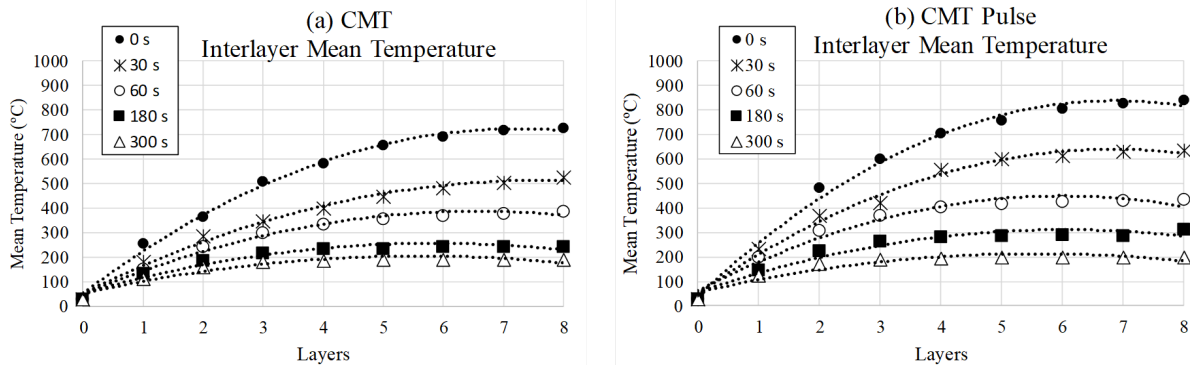 (a) CMT
Interlayer Mean Temperature
0 s
30 s
60 s
180 s
300 s
1000
900
800
700
600
500
400
300
200
100
0
Mean Temperature (°C)
0 1 2 3 4 5 6 7 8
Layers
(b) CMT Pulse
Interlayer Mean Temperature
0 s
30 s
60 s
180 s
300 s
1000
900
800
700
600
500
400
300
200
100
0
Mean Temperature (°C)
0 1 2 3 4 5 6 7 8
Layers